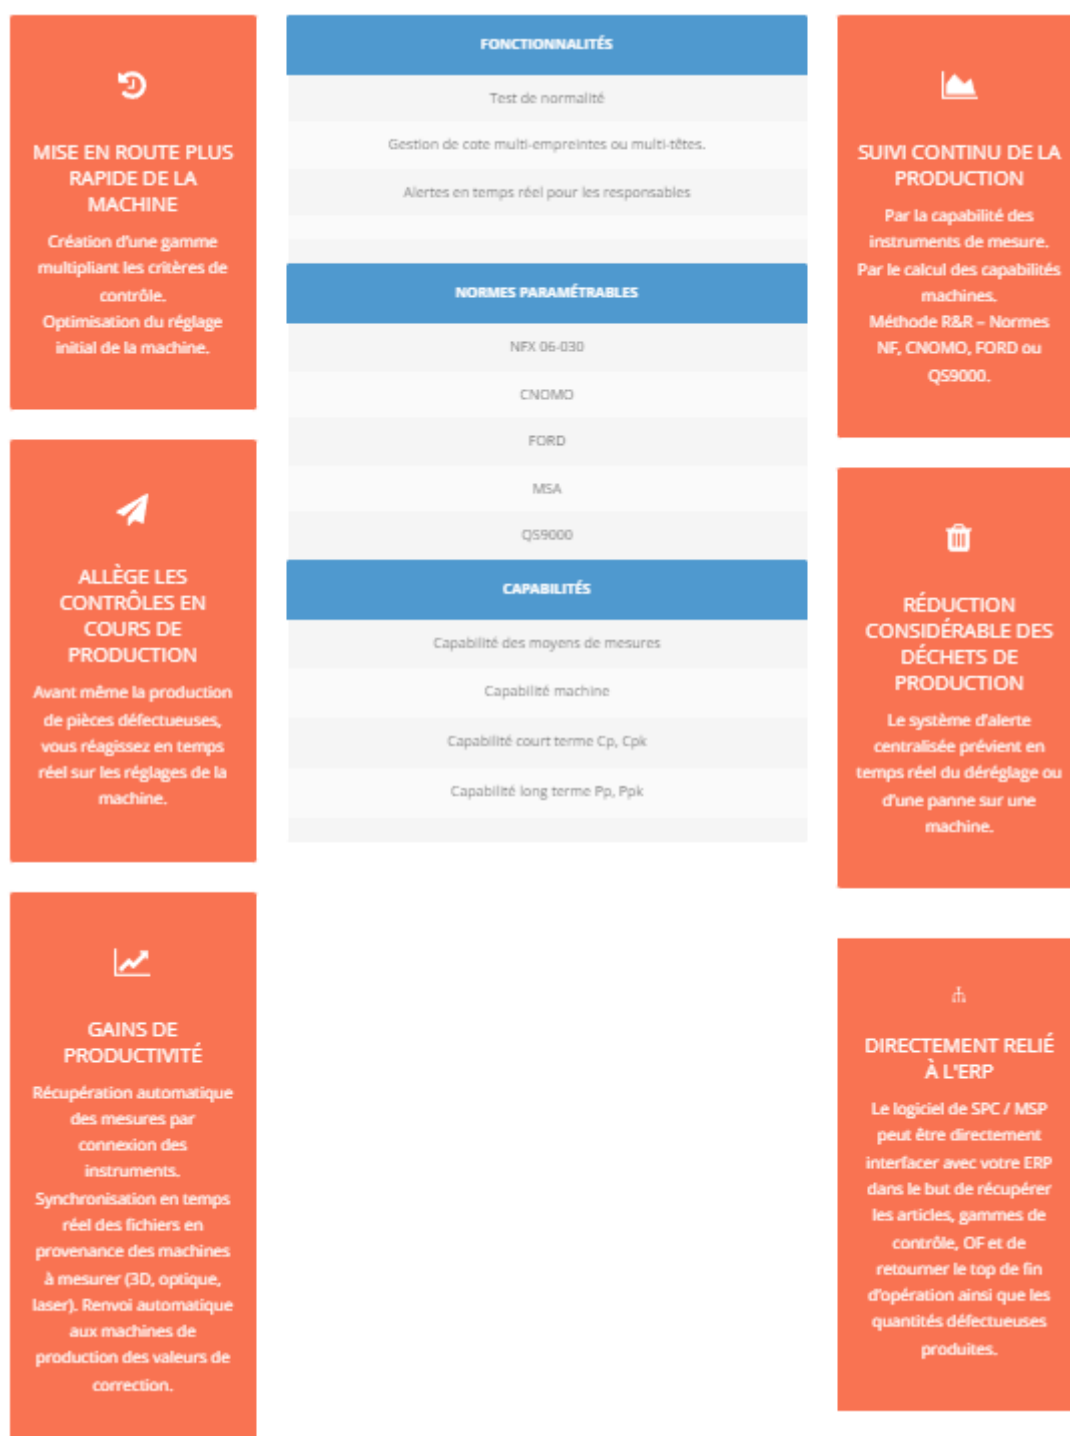 MISE EN ROUTE PLUS
RAPIDE DE LA
MACHINE
Création d'une gamme
multipliant les critères de
contrôle.
Optimisation du réglage
initial de la machine.
ALLÈGE LES
CONTRÔLES EN
COURS DE
PRODUCTION
Avant même la production
de pièces défectueuses,
vous réagissez en temps
réel sur les réglages de la
machine.
GAINS DE
PRODUCTIVITÉ
Récupération automatique
des mesures par
connexion des
instruments.
Synchronisation en temps
réel des fichiers en
provenance des machines
à mesurer (3D, optique,
laser). Renvoi automatique
aux machines de
production des valeurs de
correction.
FONCTIONNALITÉS
Test de normalité
Gestion de cote multi-empreintes ou multi-têtes.
Alertes en temps réel pour les responsables
NORMES PARAMÉTRABLES
NFX 06-030
CNOMO
FORD
MSA
QS9000
CAPABILITÉS
Capabilité des moyens de mesures
Capabilité machine
Capabilité court terme Cp, Cpk
Capabilité long terme Pp, Ppk
SUIVI CONTINU DE LA
PRODUCTION
Par la capabilité des
instruments de mesure.
Par le calcul des capabilités
machines.
Méthode R&R – Normes
NF, CNOMO, FORD ou
QS9000.
RÉDUCTION
CONSIDÉRABLE DES
DÉCHETS DE
PRODUCTION
Le système d'alerte
centralisée prévient en
temps réel du déréglage ou
d'une panne sur une
machine.
DIRECTEMENT RELIÉ
À L'ERP
Le logiciel de SPC / MSP
peut être directement
interfacer avec votre ERP
dans le but de récupérer
les articles, gammes de
contrôle, OF et de
retourner le top de fin
d'opération ainsi que les
quantités défectueuses
produites.